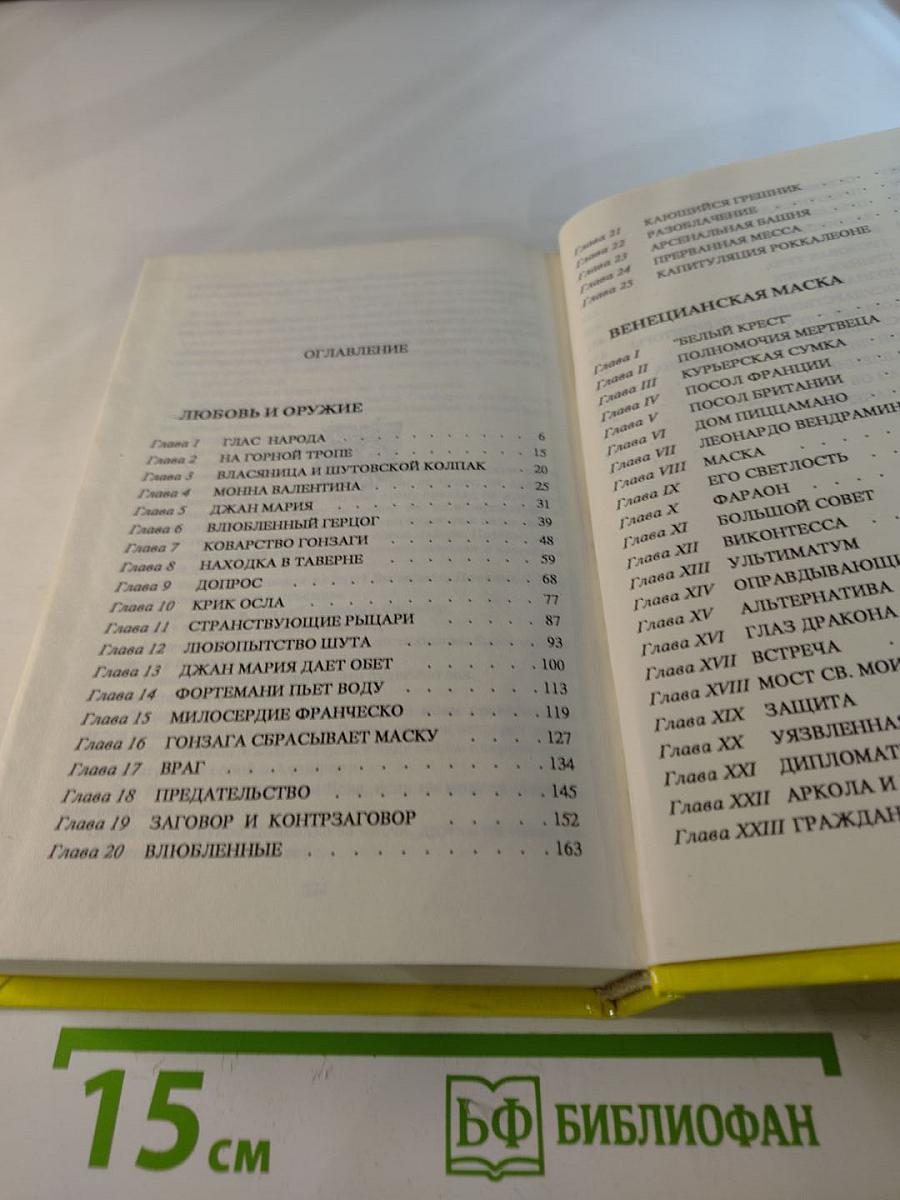 ОГЛАВЛЕНИЕ
ЛЮБОВЬ И ОРУЖИЕ
Глава 1 ГЛАС НАРОДА . . . . . . . . . . 6
Глава 2 НА ГОРНОЙ ТРОПЕ . . . . . . . . 15
Глава 3 ВЛАСЯНИЦА И ШУТОВСКОЙ КОЛПАК . 20
Глава 4 МОННА ВАЛЕНТИНА . . . . . . . . 25
Глава 5 ДЖАН МАРИЯ . . . . . . . . . . 31
Глава 6 ВЛЮБЛЕННЫЙ ГЕРЦОГ . . . . . . . 39
Глава 7 КОВАРСТВО ГОНЗАГИ . . . . . . . 48
Глава 8 НАХОДКА В ТАВЕРНЕ . . . . . . . 59
Глава 9 ДОПРОС . . . . . . . . . . . 68
Глава 10 КРИК ОСЛА . . . . . . . . . . 77
Глава 11 СТРАНСТВУЮЩИЕ РЫЦАРИ . . . . . 87
Глава 12 ЛЮБОПЫТСТВО ШУТА . . . . . . . 93
Глава 13 ДЖАН МАРИЯ ДАЕТ ОБЕТ . . . . . . 100
Глава 14 ФОРТЕМАНИ ПЬЕТ ВОДУ . . . . . . . 113
Глава 15 МИЛОСЕРДИЕ ФРАНЧЕСКО . . . . . . 119
Глава 16 ГОНЗАГА СБРАСЫВАЕТ МАСКУ . . . . 127
Глава 17 ВРАГ . . . . . . . . . . . . . 134
Глава 18 ПРЕДАТЕЛЬСТВО . . . . . . . . . 145
Глава 19 ЗАГОВОР И КОНТРЗАГОВОР . . . . . 152
Глава 20 ВЛЮБЛЕННЫЕ . . . . . . . . . . 163
Глава 21 КАЮЩИЙСЯ ГРЕШНИК . . . .
Глава 22 РАЗОБЛАЧЕНИЕ . . . . .
Глава 23 АРСЕНАЛЬНАЯ БАШНЯ . . . .
Глава 24 ПРЕРВАННАЯ МЕССА . . . .
Глава 25 КАПИТУЛЯЦИЯ РОККАЛЕОНЕ
ВЕНЕЦИАНСКАЯ МАСКА
Глава I "БЕЛЫЙ КРЕСТ" . . . .
Глава II ПОЛНОМОЧИЯ МЕРТВЕЦА
Глава III КУРЬЕРСКАЯ СУМКА . .
Глава IV ПОСОЛ ФРАНЦИИ . . .
Глава V ПОСОЛ БРИТАНИИ . . .
Глава VI ДОМ ПИЦЦАМАНО . .
Глава VII ЛЕОНАРДО ВЕНДРАМИН
Глава VIII МАСКА . . . .
Глава IX ЕГО СВЕТЛОСТЬ . .
Глава X ФАРАОН . . . .
Глава XI БОЛЬШОЙ СОВЕТ
Глава XII ВИКОНТЕССА . .
Глава XIII УЛЬТИМАТУМ
Глава XIV ОПРАВДЫВАЮЩИ
Глава XV АЛЬТЕРНАТИВА
Глава XVI ГЛАЗ ДРАКОНА
Глава XVII ВСТРЕЧА .
Глава XVIII МОСТ СВ. МОИ
Глава XIX ЗАЩИТА
Глава XX УЯЗВЛЕННАЯ
Глава XXI ДИПЛОМАТ
Глава XXII АРКОЛА И
Глава XXIII ГРАЖДАН
15 см
БФ БИБЛИОФАН